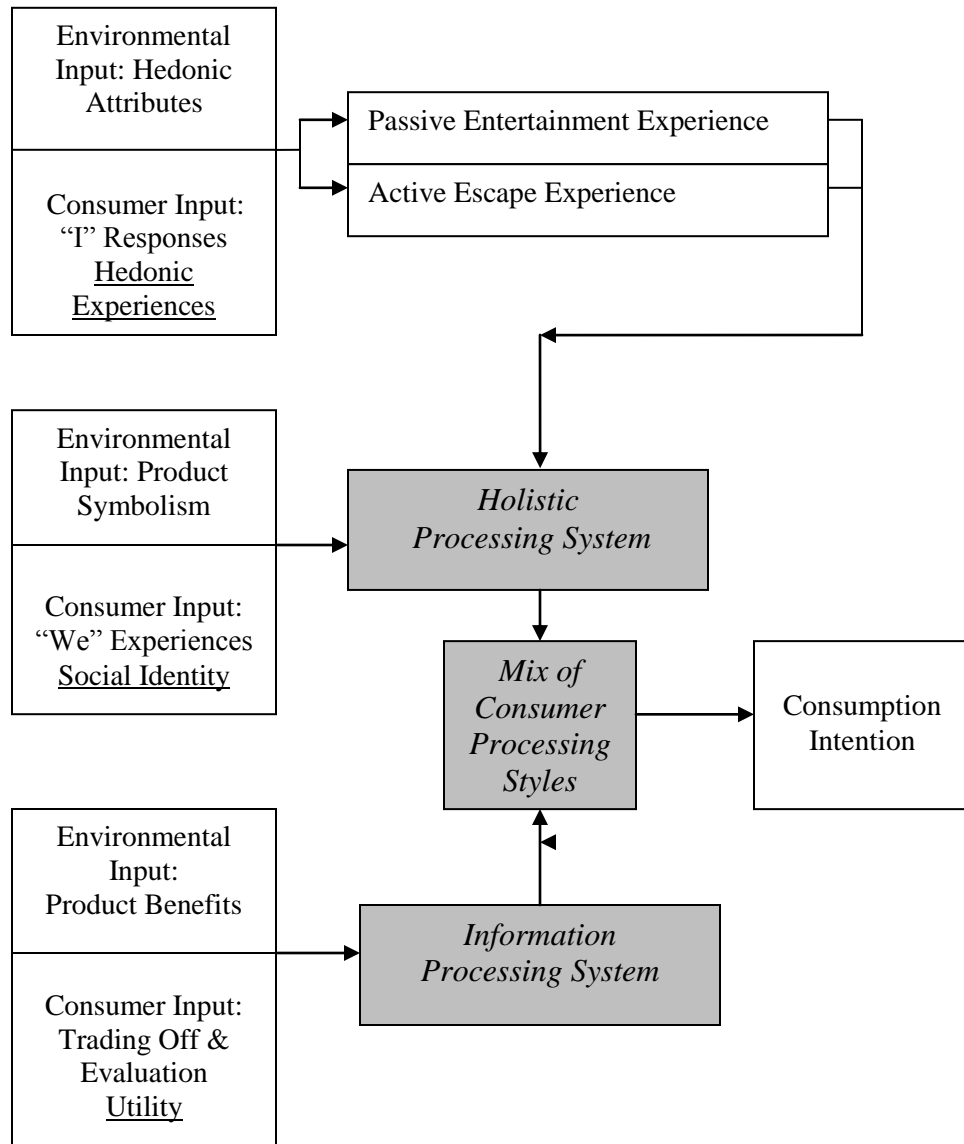 Environmental
Input: Hedonic
Attributes
Consumer Input:
“I” Responses
Hedonic
Experiences
Passive Entertainment Experience
Active Escape Experience
Environmental
Input: Product
Symbolism
Consumer Input:
“We” Experiences
Social Identity
Holistic
Processing System
Mix of
Consumer
Processing
Styles
Consumption
Intention
Environmental
Input:
Product Benefits
Consumer Input:
Trading Off &
Evaluation
Utility
Information
Processing System